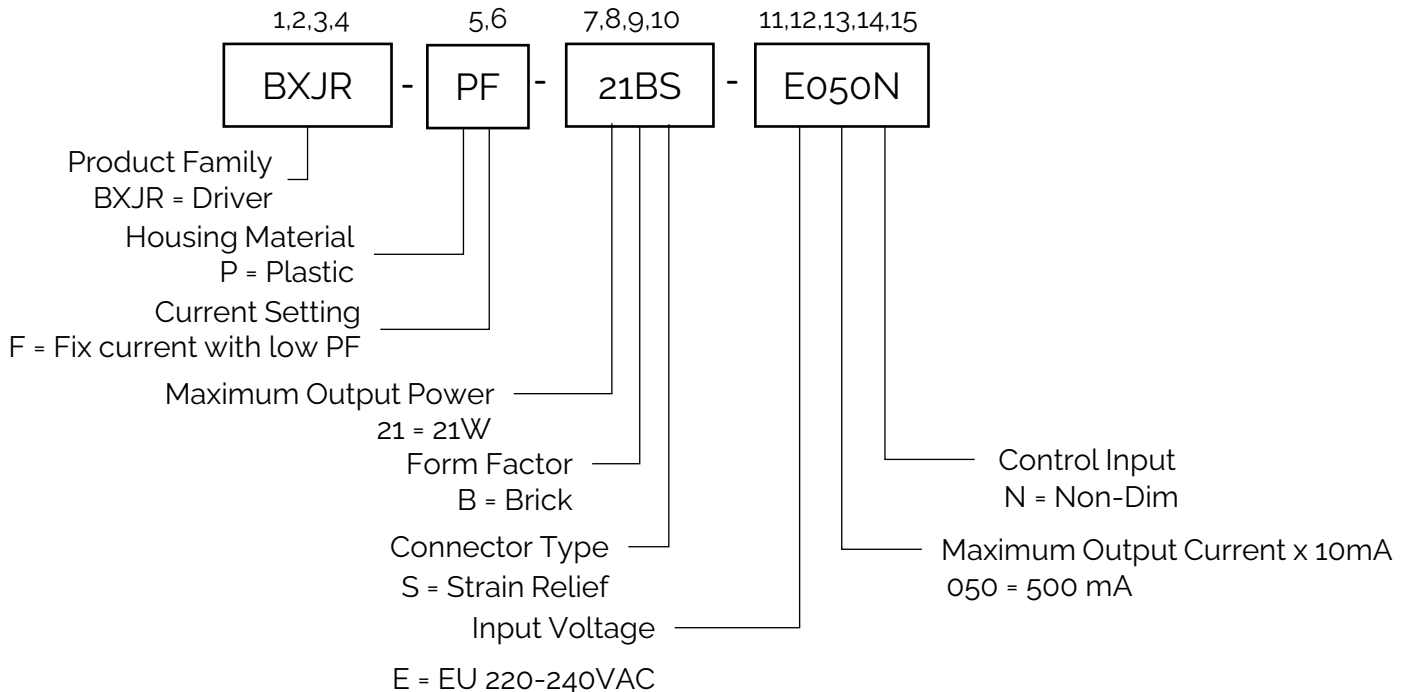 1,2,3,4 5,6 7,8,9,10 11,12,13,14,15
BXJR - PF - 21BS - E050N
Product Family
BXJR = Driver
Housing Material
P = Plastic
Current Setting
F = Fix current with low PF
Maximum Output Power
21 = 21W
Form Factor
B = Brick
Connector Type
S = Strain Relief
Input Voltage
E = EU 220-240VAC
Control Input
N = Non-Dim
Maximum Output Current x 10mA
050 = 500 mA